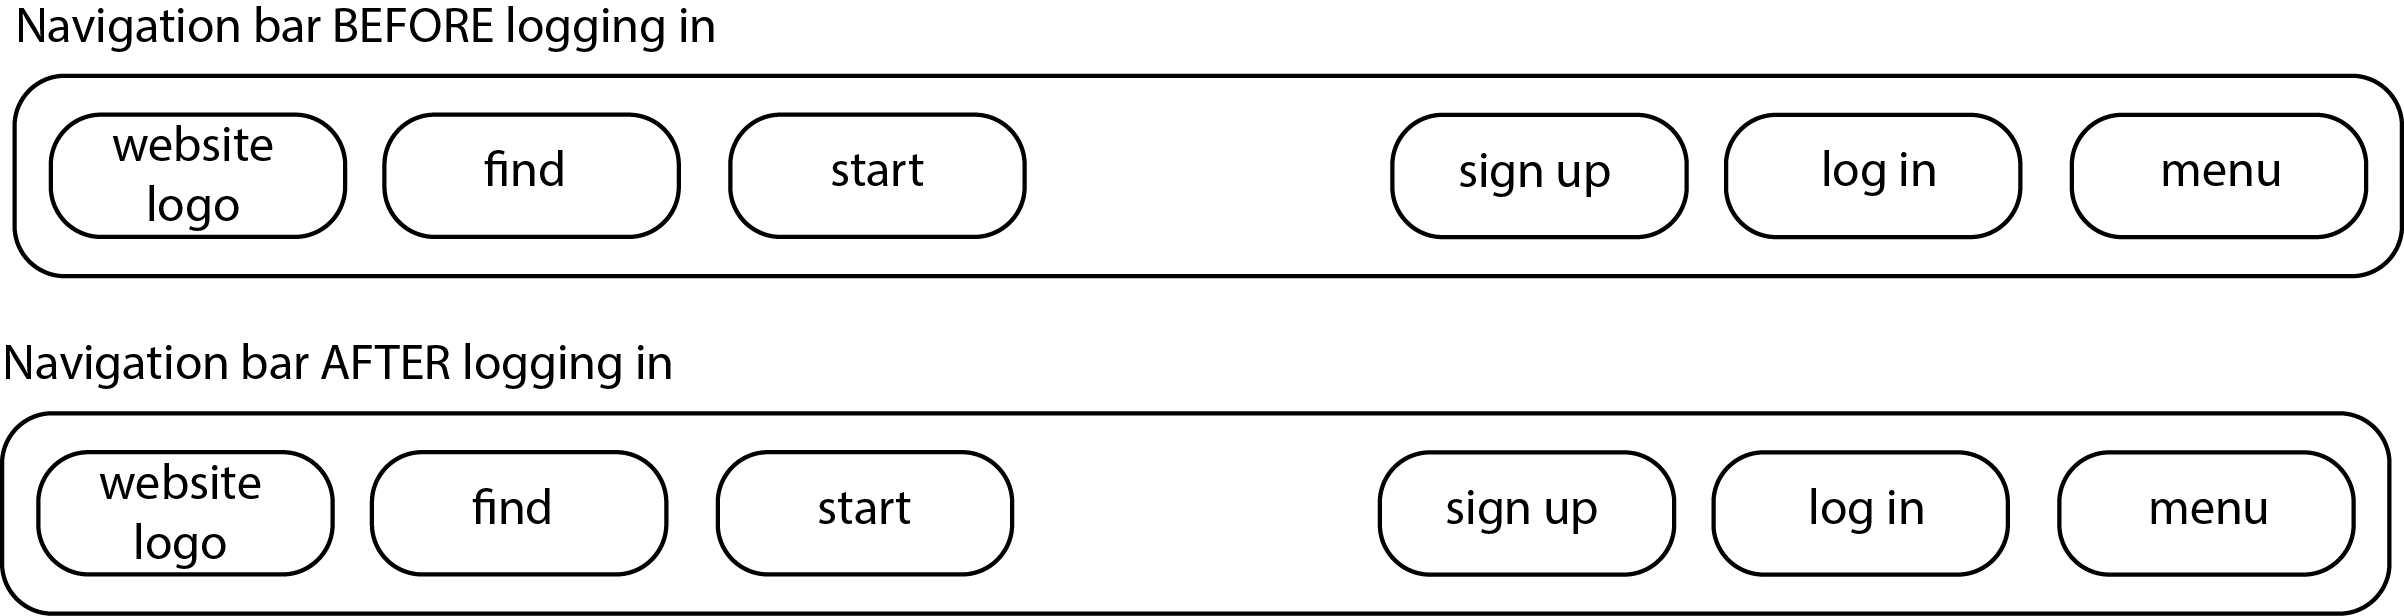 Navigation bar BEFORE logging in
website
logo
find
start
sign up
log in
menu
Navigation bar AFTER logging in
website
logo
find
start
sign up
log in
menu